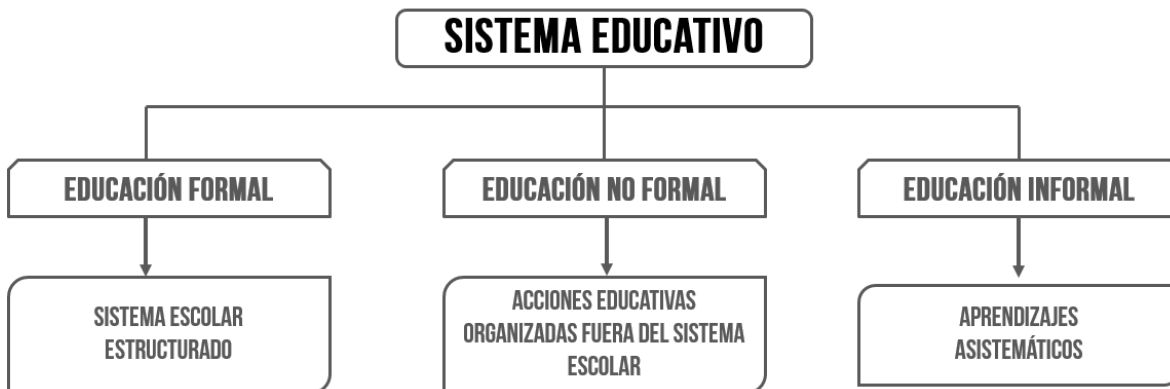 SISTEMA EDUCATIVO
EDUCACIÓN FORMAL
EDUCACIÓN NO FORMAL
EDUCACIÓN INFORMAL
SISTEMA ESCOLAR
ESTRUCTURADO
ACCIONES EDUCATIVAS
ORGANIZADAS FUERA DEL SISTEMA
ESCOLAR
APRENDIZAJES
ASISTEMÁTICOS